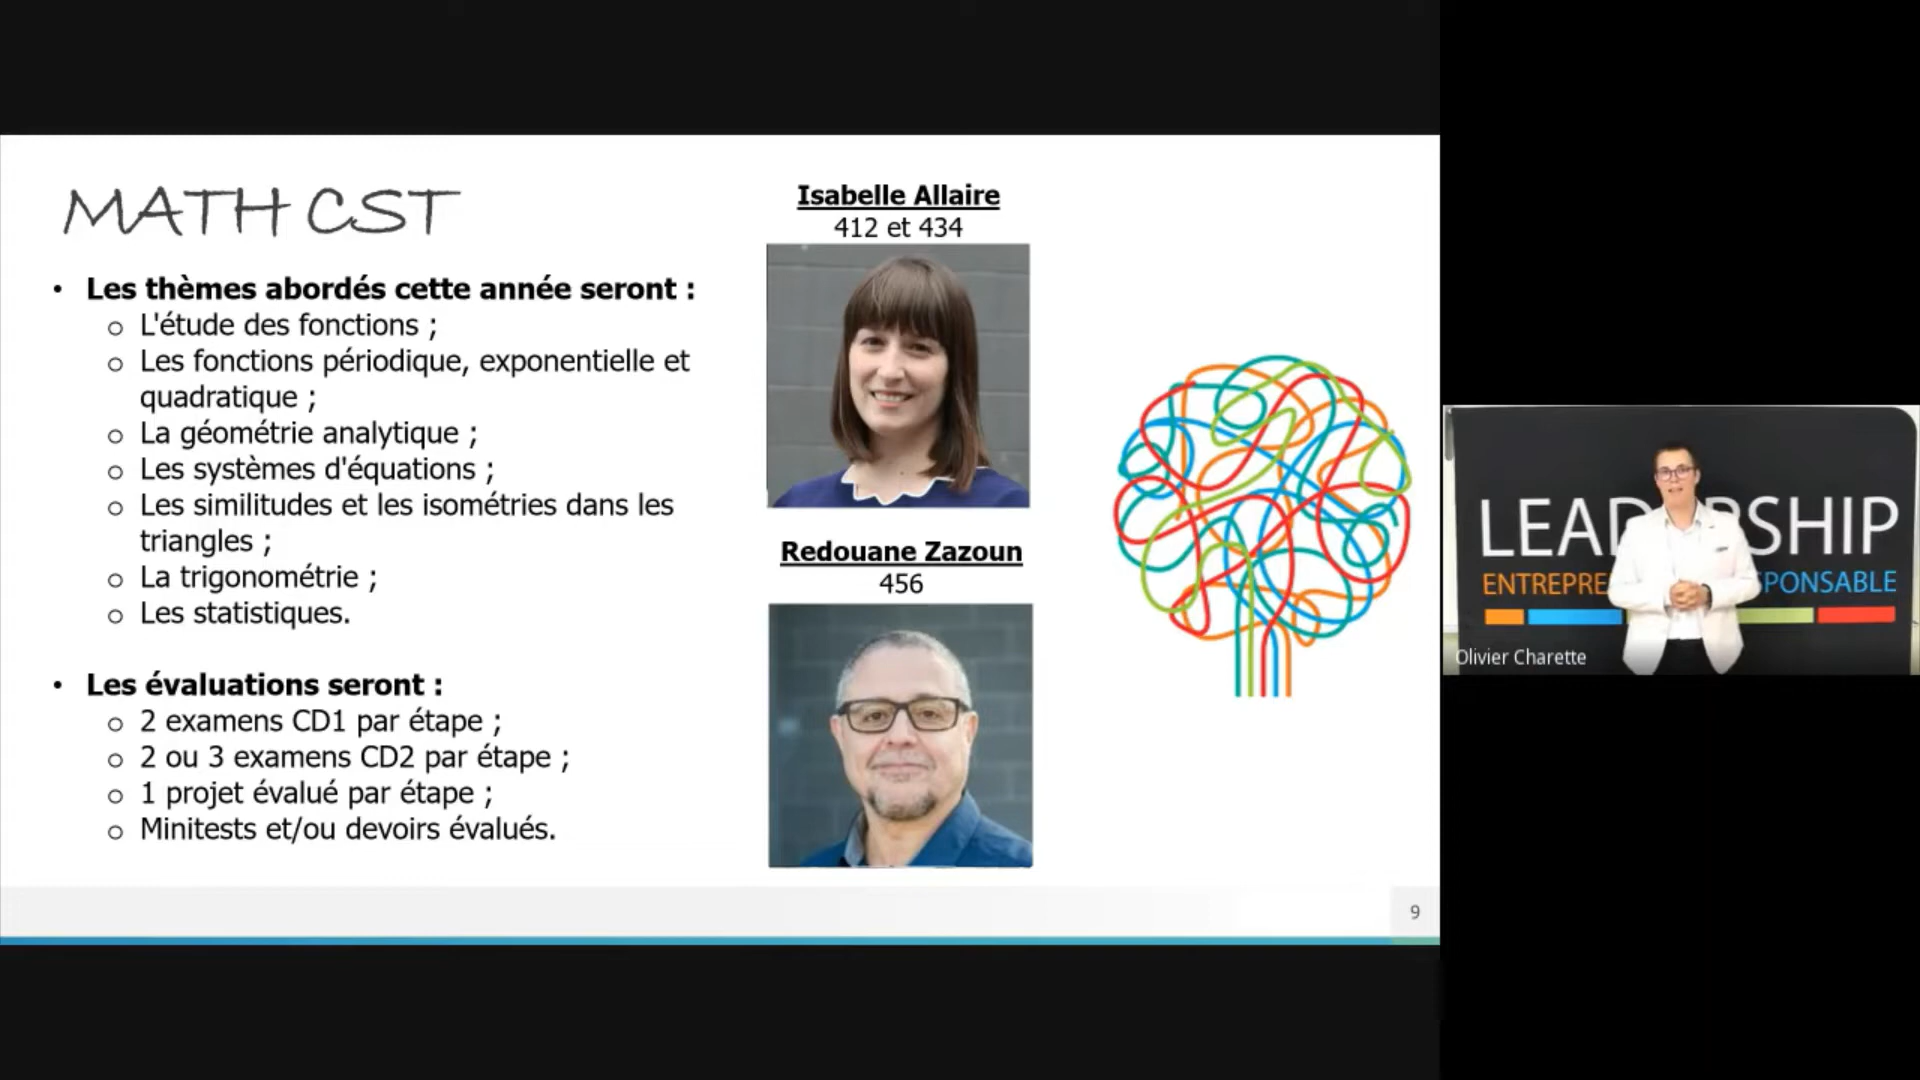 MATH CST
• Les thèmes abordés cette année seront :
o L'étude des fonctions ;
o Les fonctions périodique, exponentielle et
quadratique ;
o La géométrie analytique ;
o Les systèmes d'équations ;
o Les similitudes et les isométries dans les
triangles ;
o La trigonométrie ;
o Les statistiques.
• Les évaluations seront :
o 2 examens CD1 par étape ;
o 2 ou 3 examens CD2 par étape ;
o 1 projet évalué par étape ;
o Minitests et/ou devoirs évalués.
Isabelle Allaire
412 et 434
Redouane Zazoun
456
9
LEAD SHIP
ENTREPRE SPONSABLE
Olivier Charette